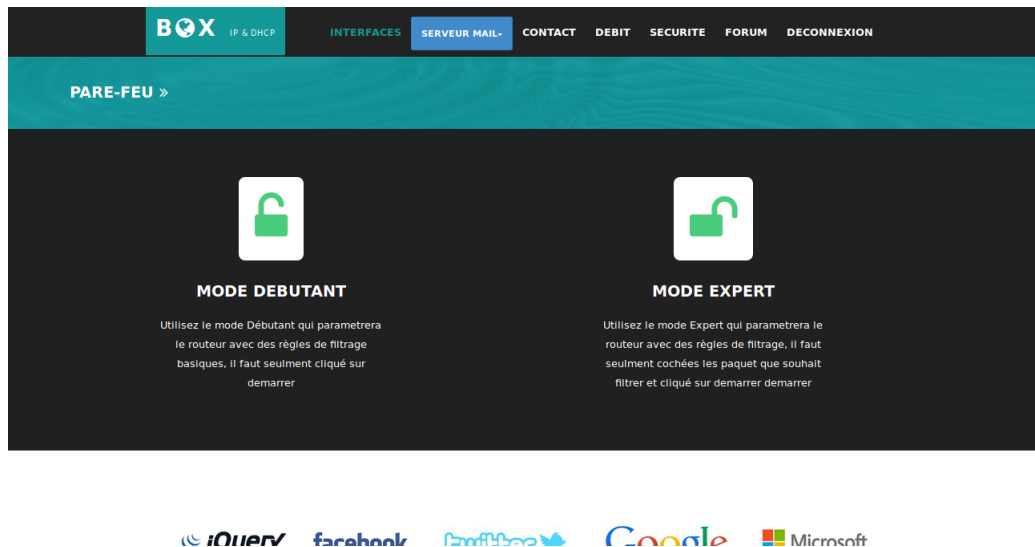 BOX IP & DHCP INTERFACES SERVEUR MAIL CONTACT DEBIT SECURITE FORUM DECONNEXION
PARE-FEU »
MODE DEBUTANT
Utilisez le mode Débutant qui parametrera
le routeur avec des règles de filtrage
basiques, il faut seulment cliqué sur
demarrer
MODE EXPERT
Utilisez le mode Expert qui parametrera le
routeur avec des règles de filtrage, il faut
seulment cochées les paquet que souhait
filtrer et cliqué sur demarrer demarrer
jQuery facebook twitter Google Microsoft